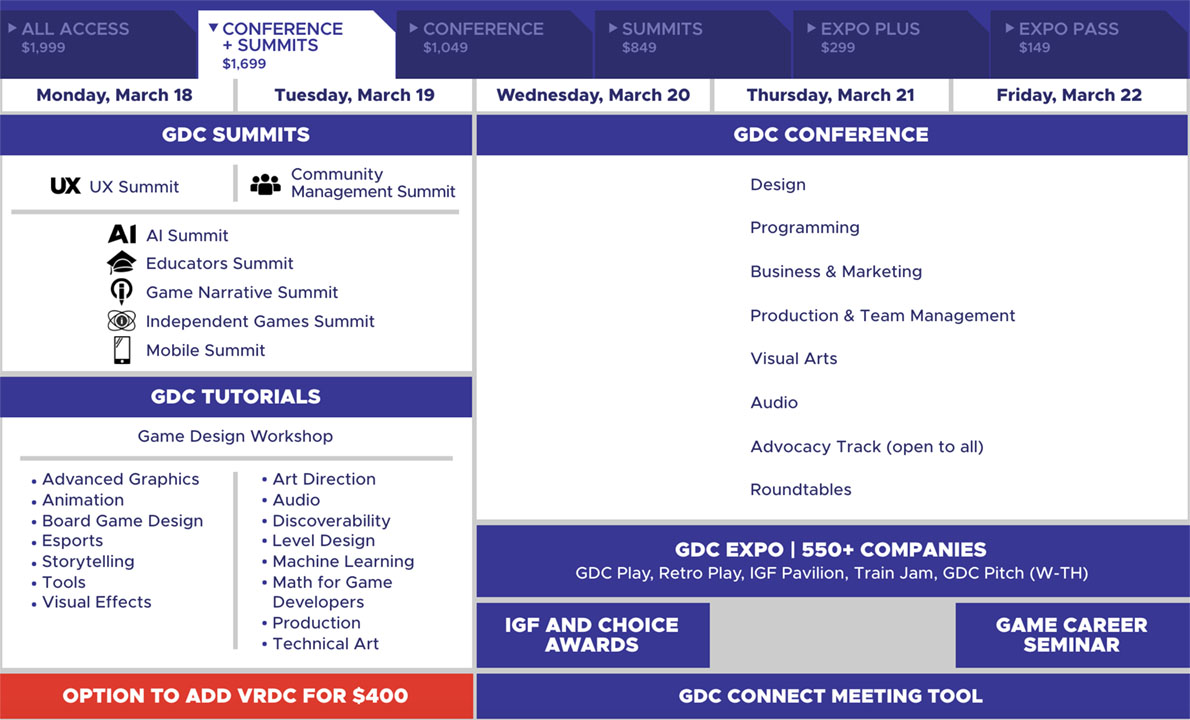 ALL ACCESS
$1,999
CONFERENCE
+ SUMMITS
$1,699
CONFERENCE
$1,049
SUMMITS
$849
EXPO PLUS
$299
EXPO PASS
$149
Monday, March 18
Tuesday, March 19
Wednesday, March 20
Thursday, March 21
Friday, March 22
GDC SUMMITS
UX UX Summit
Community
Management Summit
AI AI Summit
Educators Summit
Game Narrative Summit
Independent Games Summit
Mobile Summit
GDC TUTORIALS
Game Design Workshop
• Advanced Graphics
• Animation
• Board Game Design
• Esports
• Storytelling
• Tools
• Visual Effects
• Art Direction
• Audio
• Discoverability
• Level Design
• Machine Learning
• Math for Game
Developers
• Production
• Technical Art
OPTION TO ADD VRDC FOR $400
GDC CONFERENCE
Design
Programming
Business & Marketing
Production & Team Management
Visual Arts
Audio
Advocacy Track (open to all)
Roundtables
GDC EXPO | 550+ COMPANIES
GDC Play, Retro Play, IGF Pavilion, Train Jam, GDC Pitch (W-TH)
IGF AND CHOICE
AWARDS
GAME CAREER
SEMINAR
GDC CONNECT MEETING TOOL